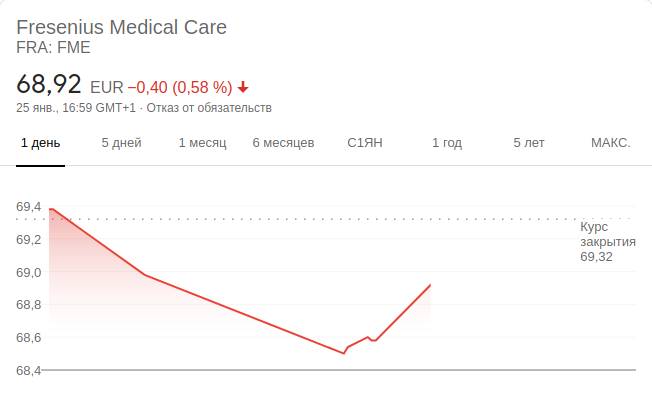 Fresenius Medical Care
FRA: FME
68,92 EUR −0,40 (0,58 %)
25 янв., 16:59 GMT+1 · Отказ от обязательств
1 день 5 дней 1 месяц 6 месяцев С1ЯН 1 год 5 лет МАКС.
69,4
Курс
закрытия
69,32
69,2
69,0
68,8
68,6
68,4